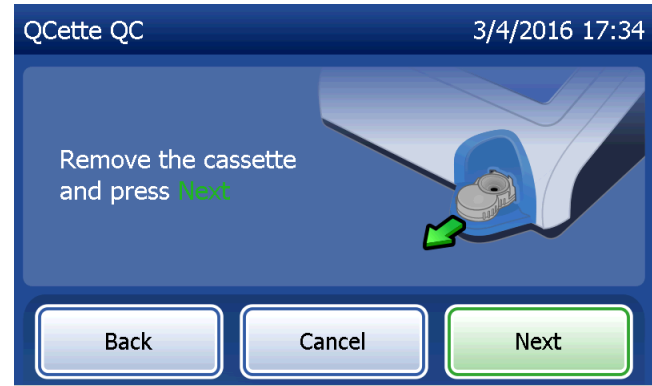 QCette QC 3/4/2016 17:34
Remove the cassette
and press Next
Back Cancel Next